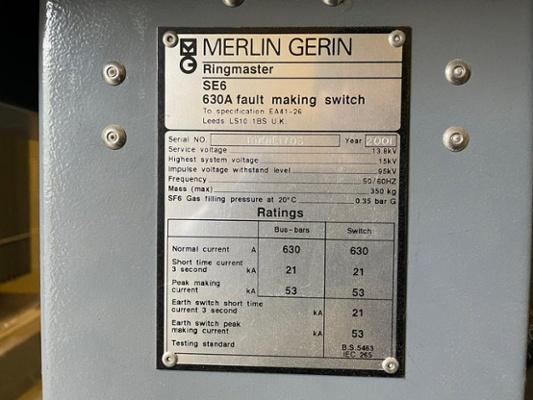 MG MERLIN GERIN
Ringmaster
SE6
630A fault making switch
To specification EA41-26
Leeds LS10 1BS U.K.
Serial NO. Year 2001
Service voltage 13.8kV
Highest system voltage 15kV
Impulse voltage withstand level 95kV
Frequency 50/60HZ
Mass (max) 350 kg
SF6 Gas filling pressure at 20°C 0.35 bar G
Ratings
Bus-bars Switch
Normal current A 630 630
Short time current
3 second kA 21 21
Peak making
current kA 53 53
Earth switch short time
current 3 second kA 21
Earth switch peak
making current kA 53
Testing standard B.S.5463
IEC 265